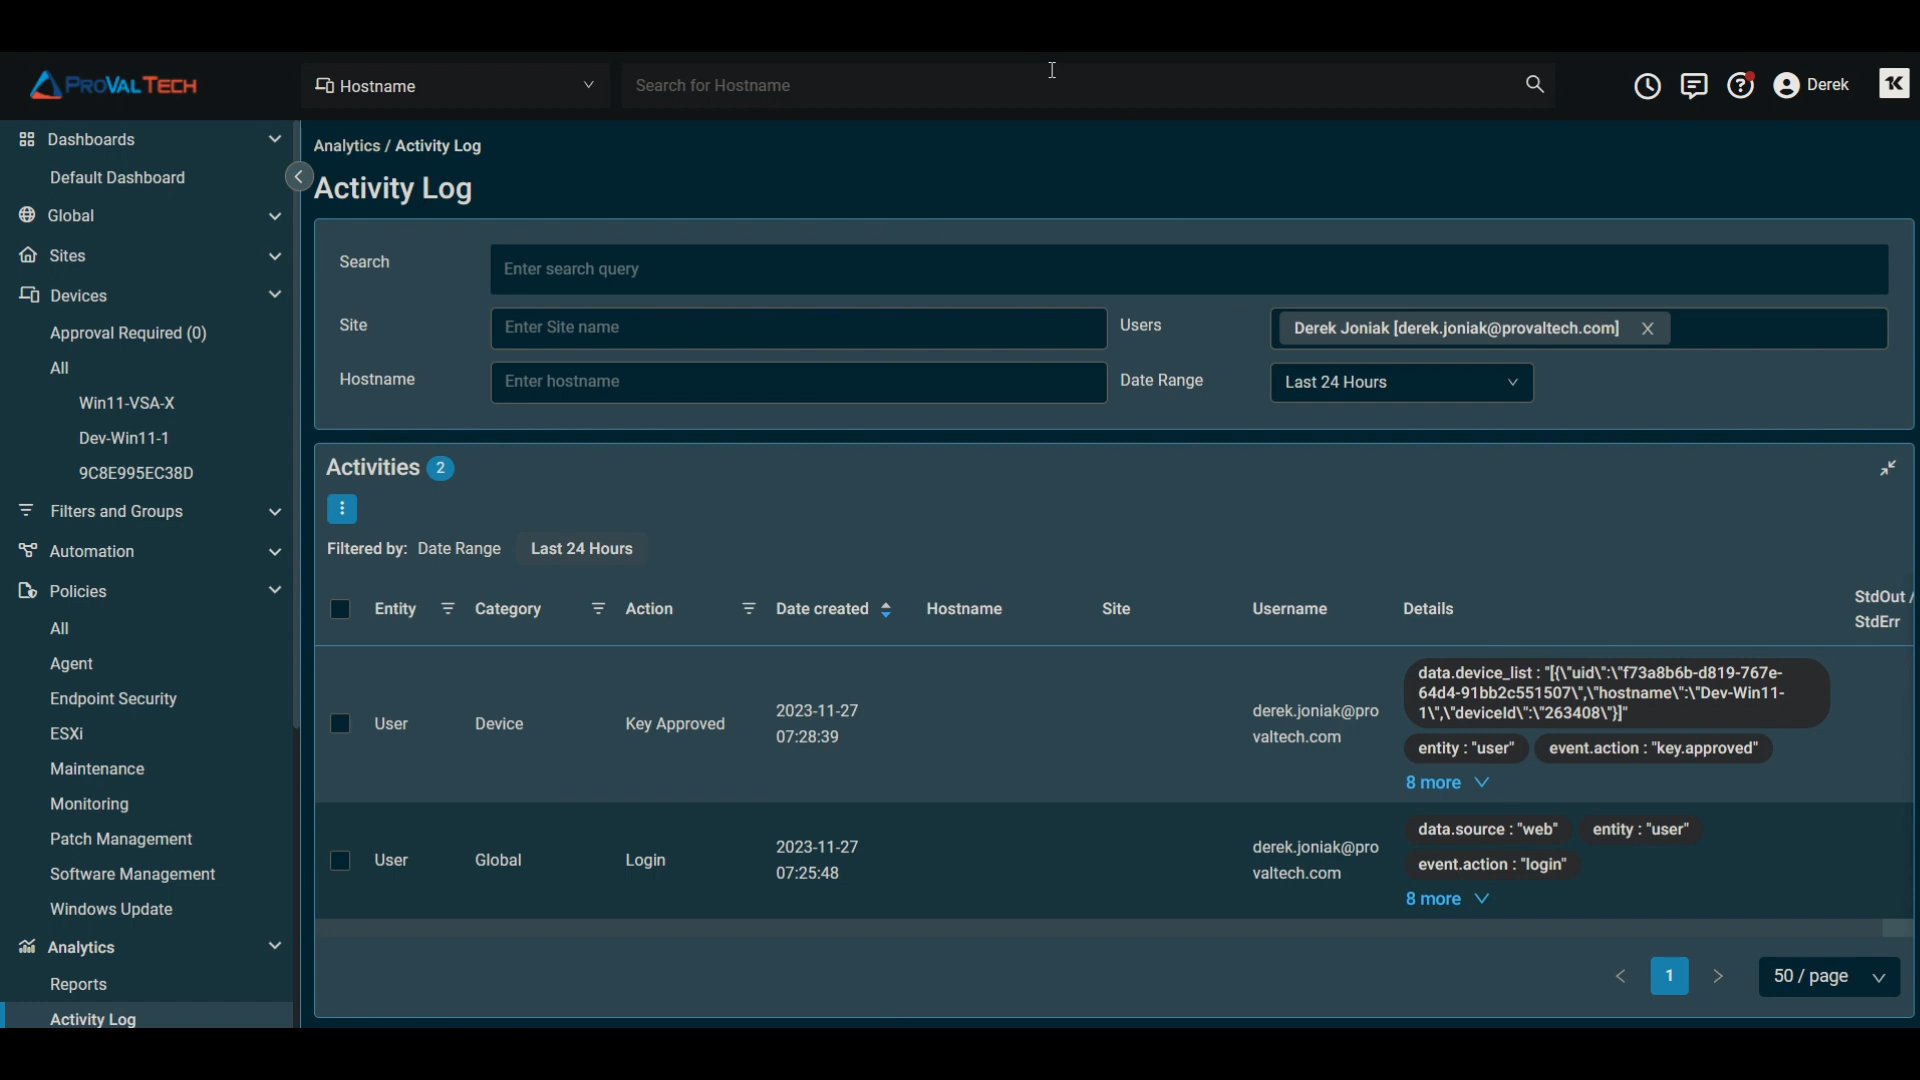 PROVALTECH
Hostname
Search for Hostname
Derek
Dashboards
Default Dashboard
Global
Sites
Devices
Approval Required (0)
All
Win11-VSA-X
Dev-Win11-1
9C8E995EC38D
Filters and Groups
Automation
Policies
All
Agent
Endpoint Security
ESXi
Maintenance
Monitoring
Patch Management
Software Management
Windows Update
Analytics
Reports
Activity Log
Analytics / Activity Log
Activity Log
Search
Enter search query
Site
Enter Site name
Users
Derek Joniak [derek.joniak@provaltech.com]
Hostname
Enter hostname
Date Range
Last 24 Hours
Activities 2
Filtered by: Date Range Last 24 Hours
Entity Category Action Date created Hostname Site Username Details StdOut /
StdErr
User Device Key Approved
2023-11-27
07:28:39
derek.joniak@pro
valtech.com
data.device_list : "[{\"uid\":\"f73a8b6b-d819-767e-
64d4-91bb2c551507\",\"hostname\":\"Dev-Win11-
1\",\"deviceId\":\"263408\"}]"
entity : "user" event.action : "key.approved"
8 more
User Global Login
2023-11-27
07:25:48
derek.joniak@pro
valtech.com
data.source : "web" entity : "user"
event.action : "login"
8 more
1
50 / page